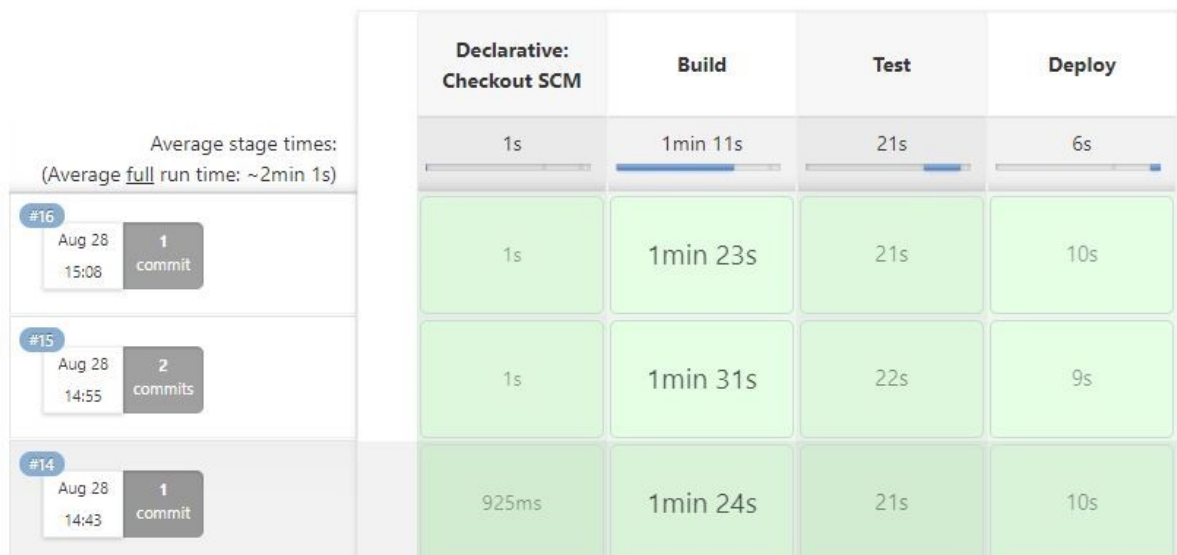 Declarative:
Checkout SCM
Build
Test
Deploy
Average stage times:
(Average full run time: ~2min 1s)
1s
1min 11s
21s
6s
#16
Aug 28
15:08
1
commit
1s
1min 23s
21s
10s
#15
Aug 28
14:55
2
commits
1s
1min 31s
22s
9s
#14
Aug 28
14:43
1
commit
925ms
1min 24s
21s
10s